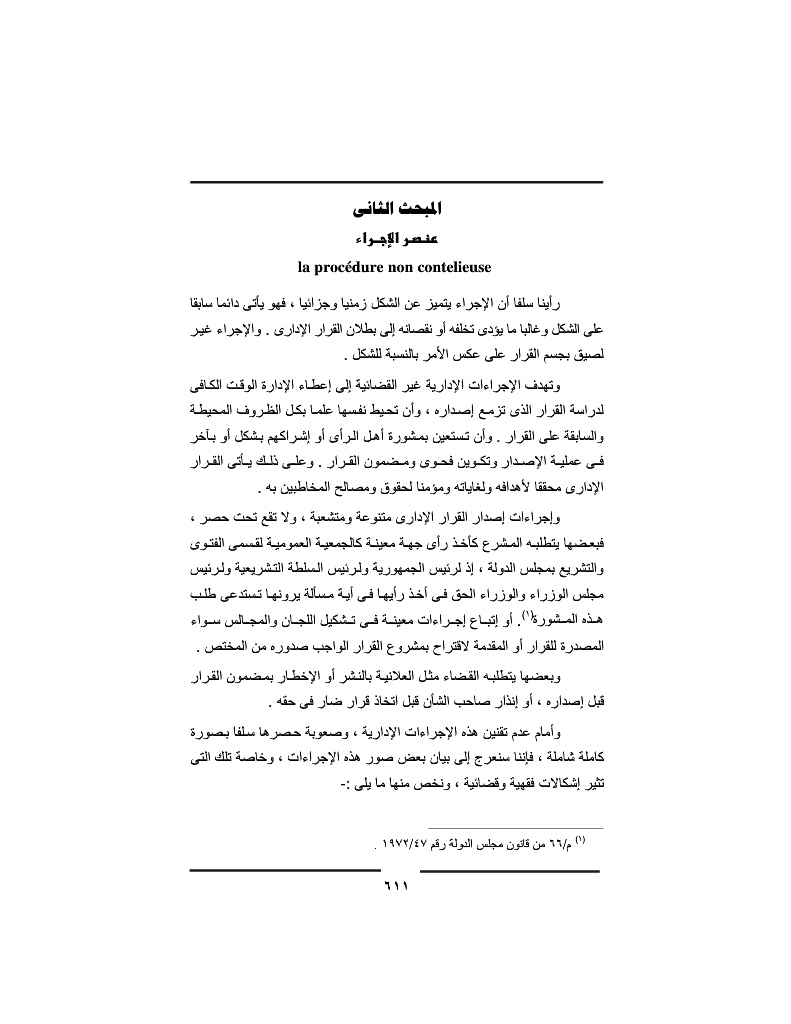 المبحث الثانى
عنصر الإجراء
la procédure non contelieuse
رأينا سلفا أن الإجراء يتميز عن الشكل زمنيا وجزائيا ، فهو يأتى دائما سابقا
على الشكل وغالبا ما يؤدى تخلفه أو نقصانه إلى بطلان القرار الإدارى . والإجراء غير
لصيق بجسم القرار على عكس الأمر بالنسبة للشكل .
وتهدف الإجراءات الإدارية غير القضائية إلى إعطاء الإدارة الوقت الكافى
لدراسة القرار الذى تزمع إصداره ، وأن تحيط نفسها علما بكل الظروف المحيطة
والسابقة على القرار . وأن تستعين بمشورة أهل الرأى أو إشراكهم بشكل أو بآخر
فى عملية الإصدار وتكوين فحوى ومضمون القرار . وعلى ذلك يأتى القرار
الإدارى محققا لأهدافه ولغاياته ومؤمنا لحقوق ومصالح المخاطبين به .
وإجراءات إصدار القرار الإدارى متنوعة ومتشعبة ، ولا تقع تحت حصر ،
فبعضها يتطلبه المشرع كأخذ رأى جهة معينة كالجمعية العمومية لقسمى الفتوى
والتشريع بمجلس الدولة ، إذ لرئيس الجمهورية ولرئيس السلطة التشريعية ولرئيس
مجلس الوزراء والوزراء الحق فى أخذ رأيها فى أية مسألة يرونها تستدعى طلب
هذه المشورة(١). أو إتباع إجراءات معينة فى تشكيل اللجان والمجالس سواء
المصدرة للقرار أو المقدمة لاقتراح بمشروع القرار الواجب صدوره من المختص .
وبعضها يتطلبه القضاء مثل العلانية بالنشر أو الإخطار بمضمون القرار
قبل إصداره ، أو إنذار صاحب الشأن قبل اتخاذ قرار ضار فى حقه .
وأمام عدم تقنين هذه الإجراءات الإدارية ، وصعوبة حصرها سلفا بصورة
كاملة شاملة ، فإننا سنعرج إلى بيان بعض صور هذه الإجراءات ، وخاصة تلك التى
تثير إشكالات فقهية وقضائية ، ونخص منها ما يلى :-
(١) م/٦٦ من قانون مجلس الدولة رقم ١٩٧٢/٤٧ .
٦١١